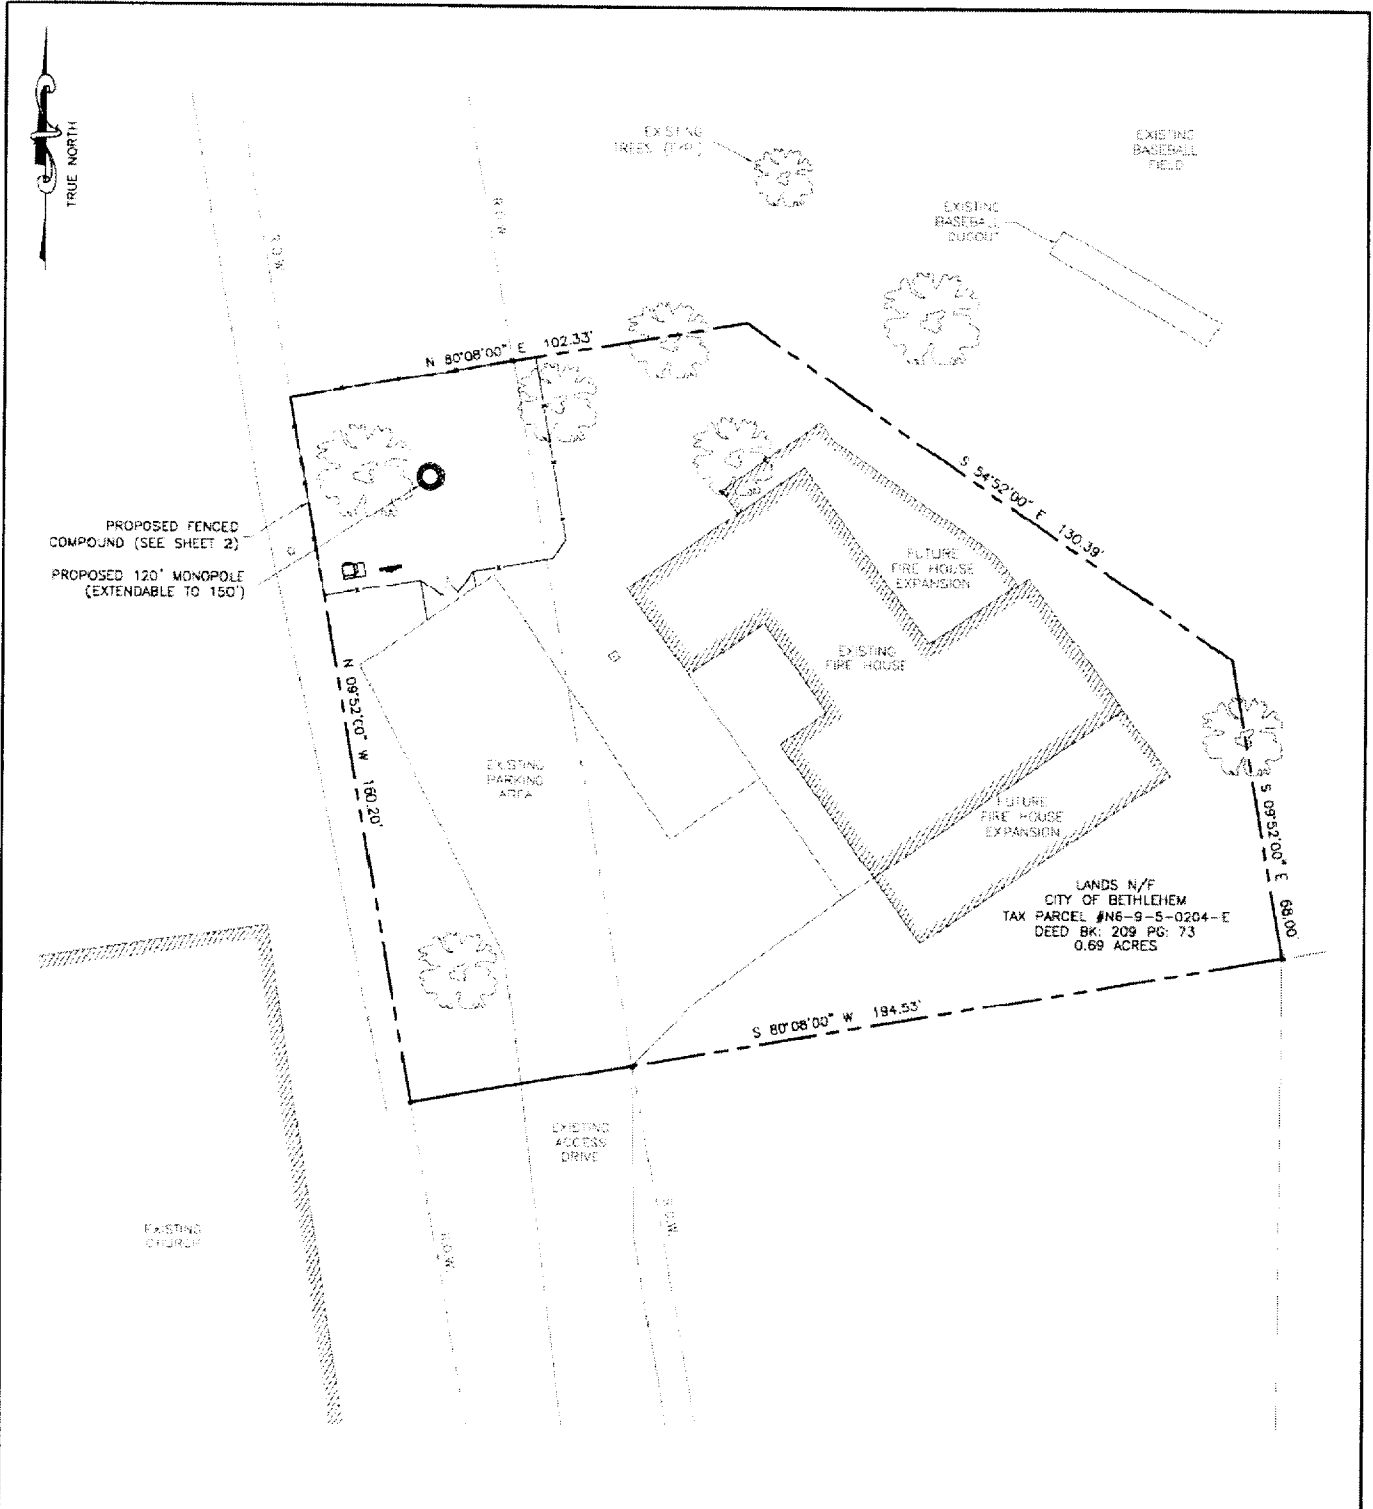 TRUE NORTH
EXISTING
TREES (TYP.)
EXISTING
BASEBALL
FIELD
EXISTING
BASEBALL
DUGOUT
R.O.W.
R.O.W.
N 80°08'00" E 102.33'
S 54°52'00" E 130.39'
PROPOSED FENCED
COMPOUND (SEE SHEET 2)
PROPOSED 120' MONOPOLE
(EXTENDABLE TO 150')
FUTURE
FIRE HOUSE
EXPANSION
EXISTING
FIRE HOUSE
N 09°52'00" W 160.20'
EXISTING
PARKING
AREA
FUTURE
FIRE HOUSE
EXPANSION
S 09°52'00" E 68.00'
LANDS N/F
CITY OF BETHLEHEM
TAX PARCEL #N6-9-5-0204-E
DEED BK: 209 PG: 73
0.69 ACRES
S 80°08'00" W 194.53'
EXISTING
ACCESS
DRIVE
EXISTING
CHURCH
R.O.W.
R.O.W.